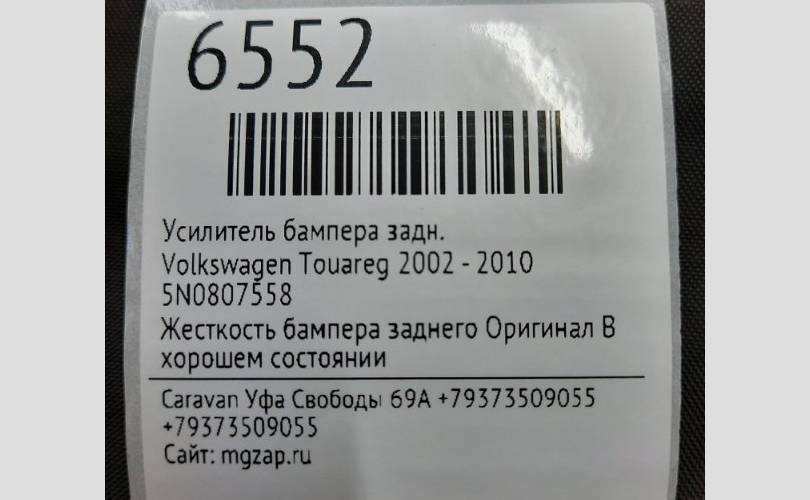 6552
Усилитель бампера задн.
Volkswagen Touareg 2002 - 2010
5N0807558
Жесткость бампера заднего Оригинал В
хорошем состоянии
Caravan Уфа Свободы 69А +79373509055
+79373509055
Сайт: mgzap.ru